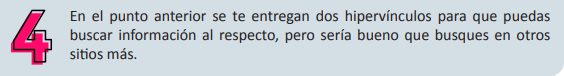 4
En el punto anterior se te entregan dos hipervínculos para que puedas
buscar información al respecto, pero sería bueno que busques en otros
sitios más.